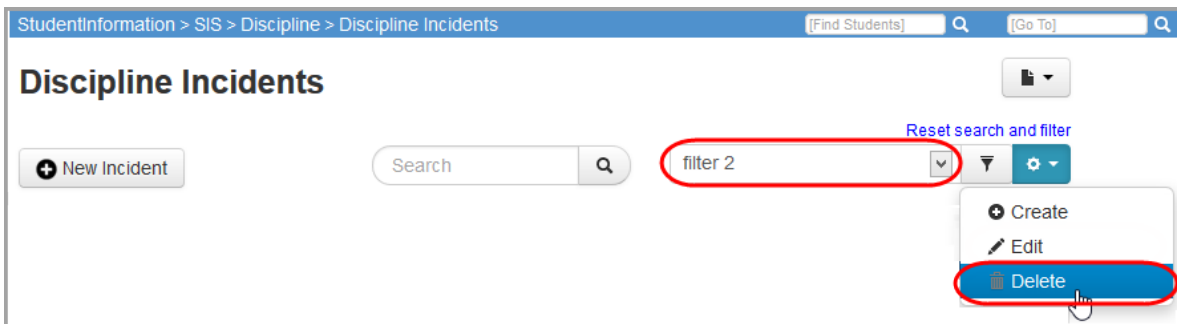 StudentInformation > SIS > Discipline > Discipline Incidents [Find Students] [Go To]
Discipline Incidents
Reset search and filter
New Incident Search filter 2
Create
Edit
Delete